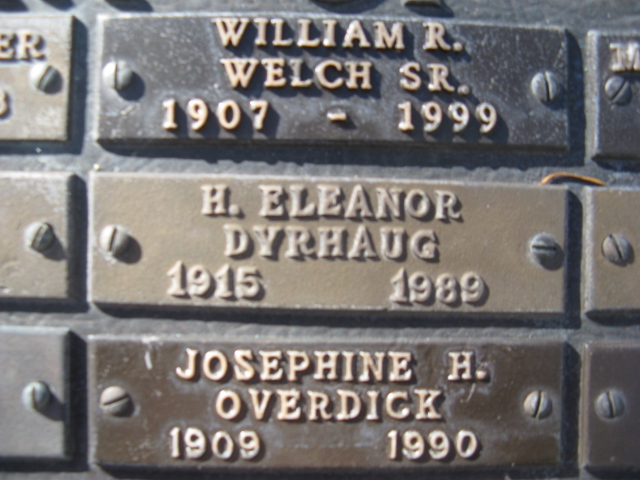 WILLIAM R.
WELCH SR.
1907 - 1999
H. ELEANOR
DYRHAUG
1915 1989
JOSEPHINE H.
OVERDICK
1909 1990